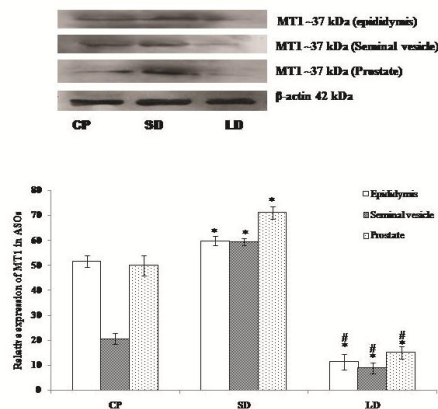 MT1~37 kDa (epididymis)
MT1~37 kDa (Seminal vesicle)
MT1~37 kDa (Prostate)
β-actin 42 kDa
CP SD LD
Relative expression of MT1 in ASOs
80
70
60
50
40
30
20
10
0
Epididymis
Seminal vesicle
Prostate
* * *
# # #
* * *
CP SD LD